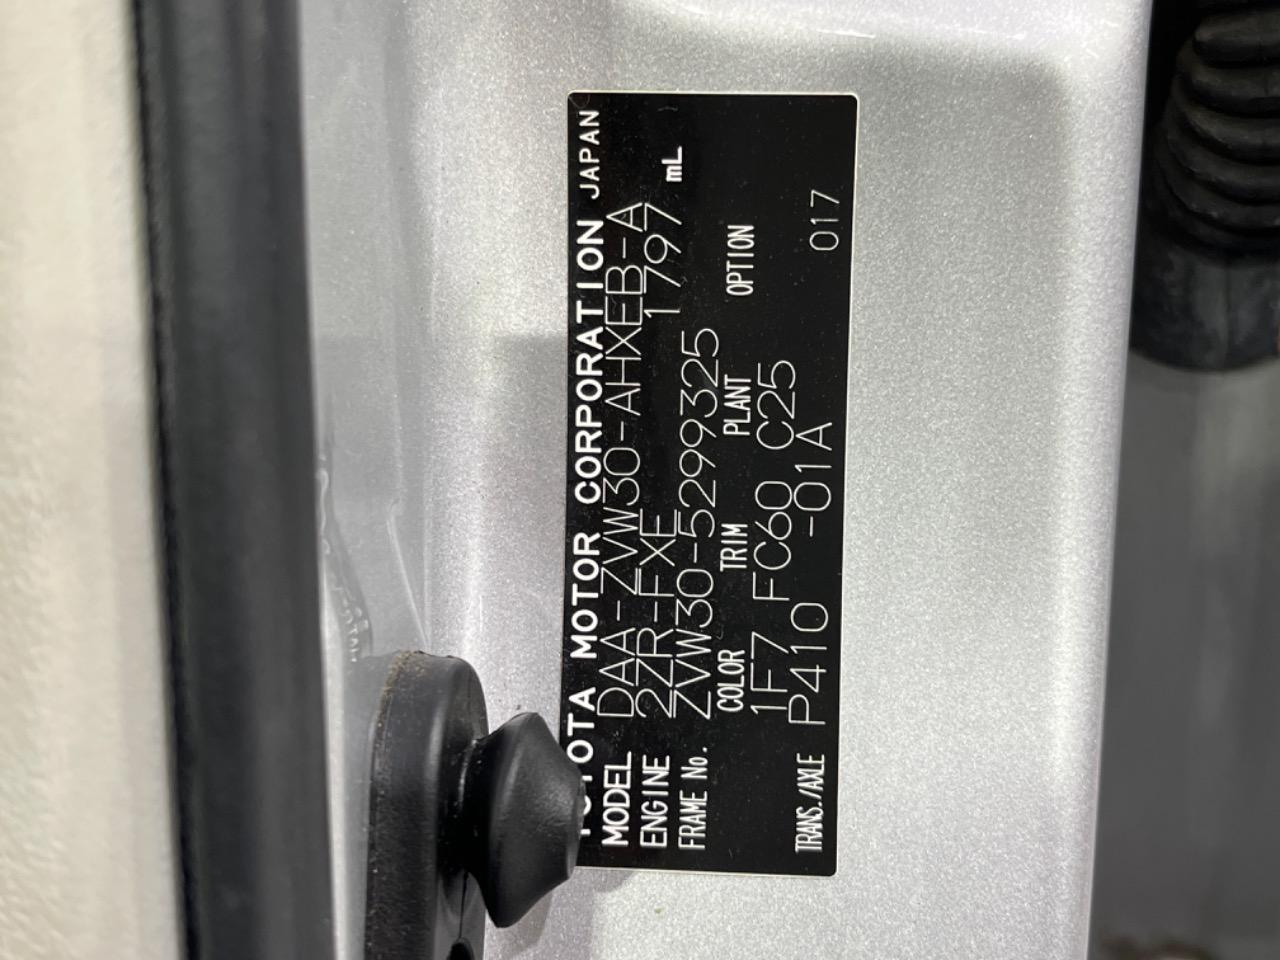 TOYOTA MOTOR CORPORATION JAPAN
MODEL DAA-ZVW30-AHXEB-A
ENGINE 2ZR-FXE 1797 mL
FRAME No. ZVW30-5299325
COLOR TRIM PLANT OPTION
1F7 FC60 C25
TRANS./AXLE P410 -01A 017